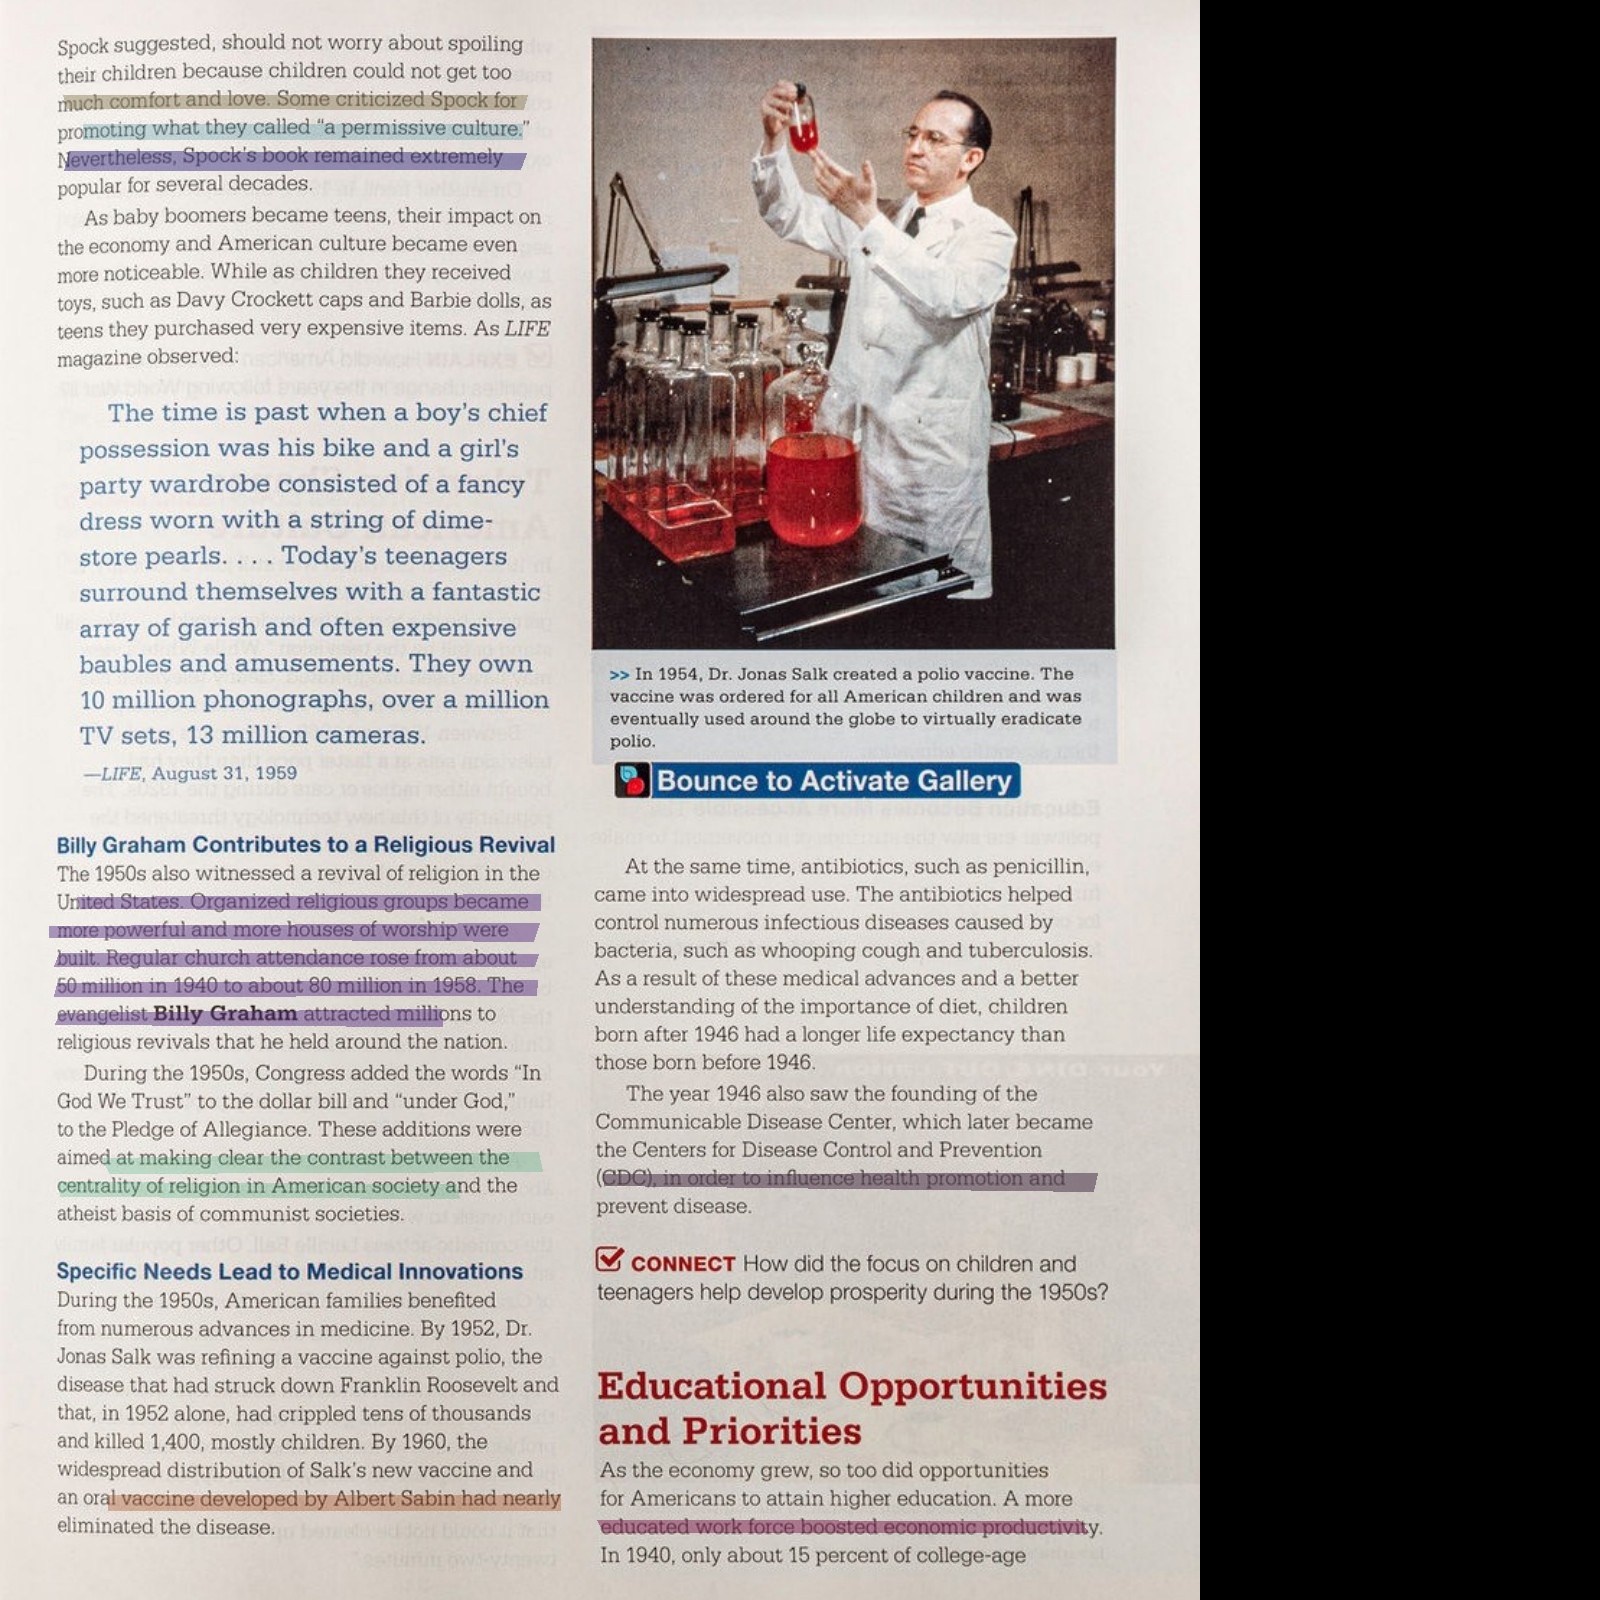 Spock suggested, should not worry about spoiling
their children because children could not get too
much comfort and love. Some criticized Spock for
promoting what they called “a permissive culture.”
Nevertheless, Spock’s book remained extremely
popular for several decades.
As baby boomers became teens, their impact on
the economy and American culture became even
more noticeable. While as children they received
toys, such as Davy Crockett caps and Barbie dolls, as
teens they purchased very expensive items. As LIFE
magazine observed:
The time is past when a boy’s chief
possession was his bike and a girl’s
party wardrobe consisted of a fancy
dress worn with a string of dime-
store pearls. . . . Today’s teenagers
surround themselves with a fantastic
array of garish and often expensive
baubles and amusements. They own
10 million phonographs, over a million
TV sets, 13 million cameras.
—LIFE, August 31, 1959
Billy Graham Contributes to a Religious Revival
The 1950s also witnessed a revival of religion in the
United States. Organized religious groups became
more powerful and more houses of worship were
built. Regular church attendance rose from about
50 million in 1940 to about 80 million in 1958. The
evangelist Billy Graham attracted millions to
religious revivals that he held around the nation.
During the 1950s, Congress added the words “In
God We Trust” to the dollar bill and “under God,”
to the Pledge of Allegiance. These additions were
aimed at making clear the contrast between the
centrality of religion in American society and the
atheist basis of communist societies.
Specific Needs Lead to Medical Innovations
During the 1950s, American families benefited
from numerous advances in medicine. By 1952, Dr.
Jonas Salk was refining a vaccine against polio, the
disease that had struck down Franklin Roosevelt and
that, in 1952 alone, had crippled tens of thousands
and killed 1,400, mostly children. By 1960, the
widespread distribution of Salk’s new vaccine and
an oral vaccine developed by Albert Sabin had nearly
eliminated the disease.
>> In 1954, Dr. Jonas Salk created a polio vaccine. The
vaccine was ordered for all American children and was
eventually used around the globe to virtually eradicate
polio.
Bounce to Activate Gallery
At the same time, antibiotics, such as penicillin,
came into widespread use. The antibiotics helped
control numerous infectious diseases caused by
bacteria, such as whooping cough and tuberculosis.
As a result of these medical advances and a better
understanding of the importance of diet, children
born after 1946 had a longer life expectancy than
those born before 1946.
The year 1946 also saw the founding of the
Communicable Disease Center, which later became
the Centers for Disease Control and Prevention
(CDC), in order to influence health promotion and
prevent disease.
CONNECT How did the focus on children and
teenagers help develop prosperity during the 1950s?
Educational Opportunities
and Priorities
As the economy grew, so too did opportunities
for Americans to attain higher education. A more
educated work force boosted economic productivity.
In 1940, only about 15 percent of college-age